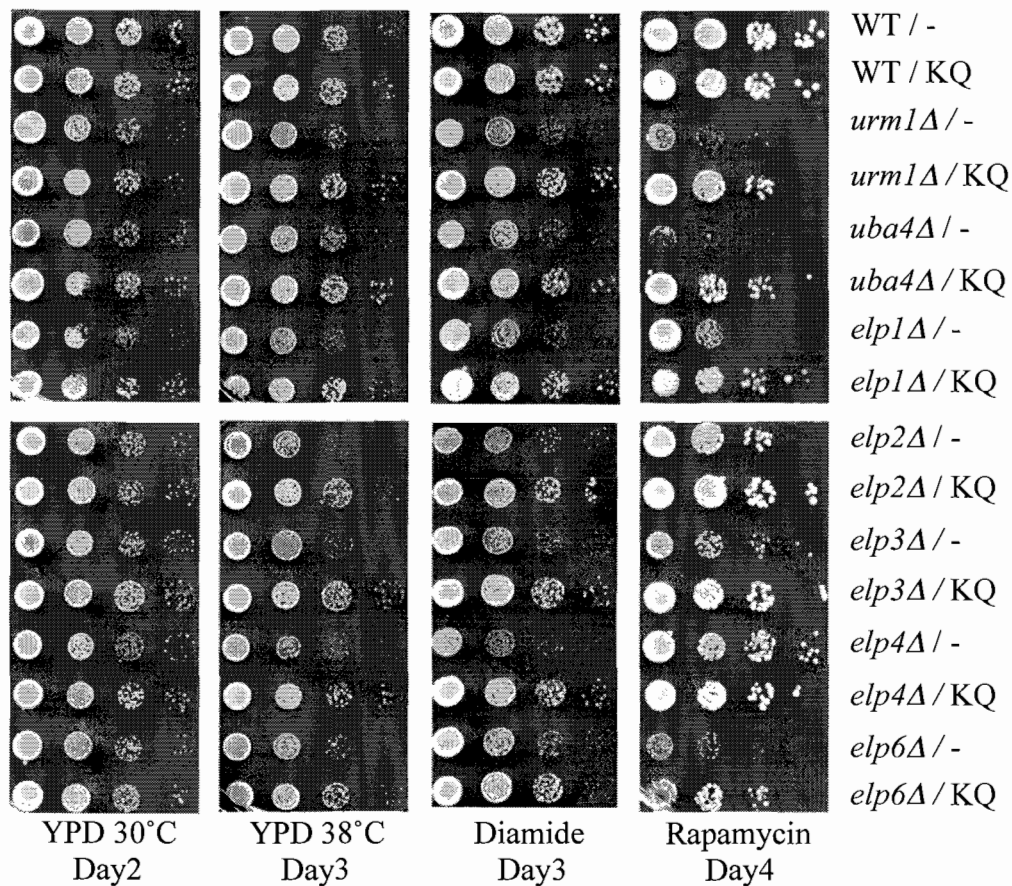 WT / -
WT / KQ
urm1Δ / -
urm1Δ / KQ
uba4Δ / -
uba4Δ / KQ
elp1Δ / -
elp1Δ / KQ
elp2Δ / -
elp2Δ / KQ
elp3Δ / -
elp3Δ / KQ
elp4Δ / -
elp4Δ / KQ
elp6Δ / -
elp6Δ / KQ
YPD 30°C YPD 38°C Diamide Rapamycin
Day2 Day3 Day3 Day4